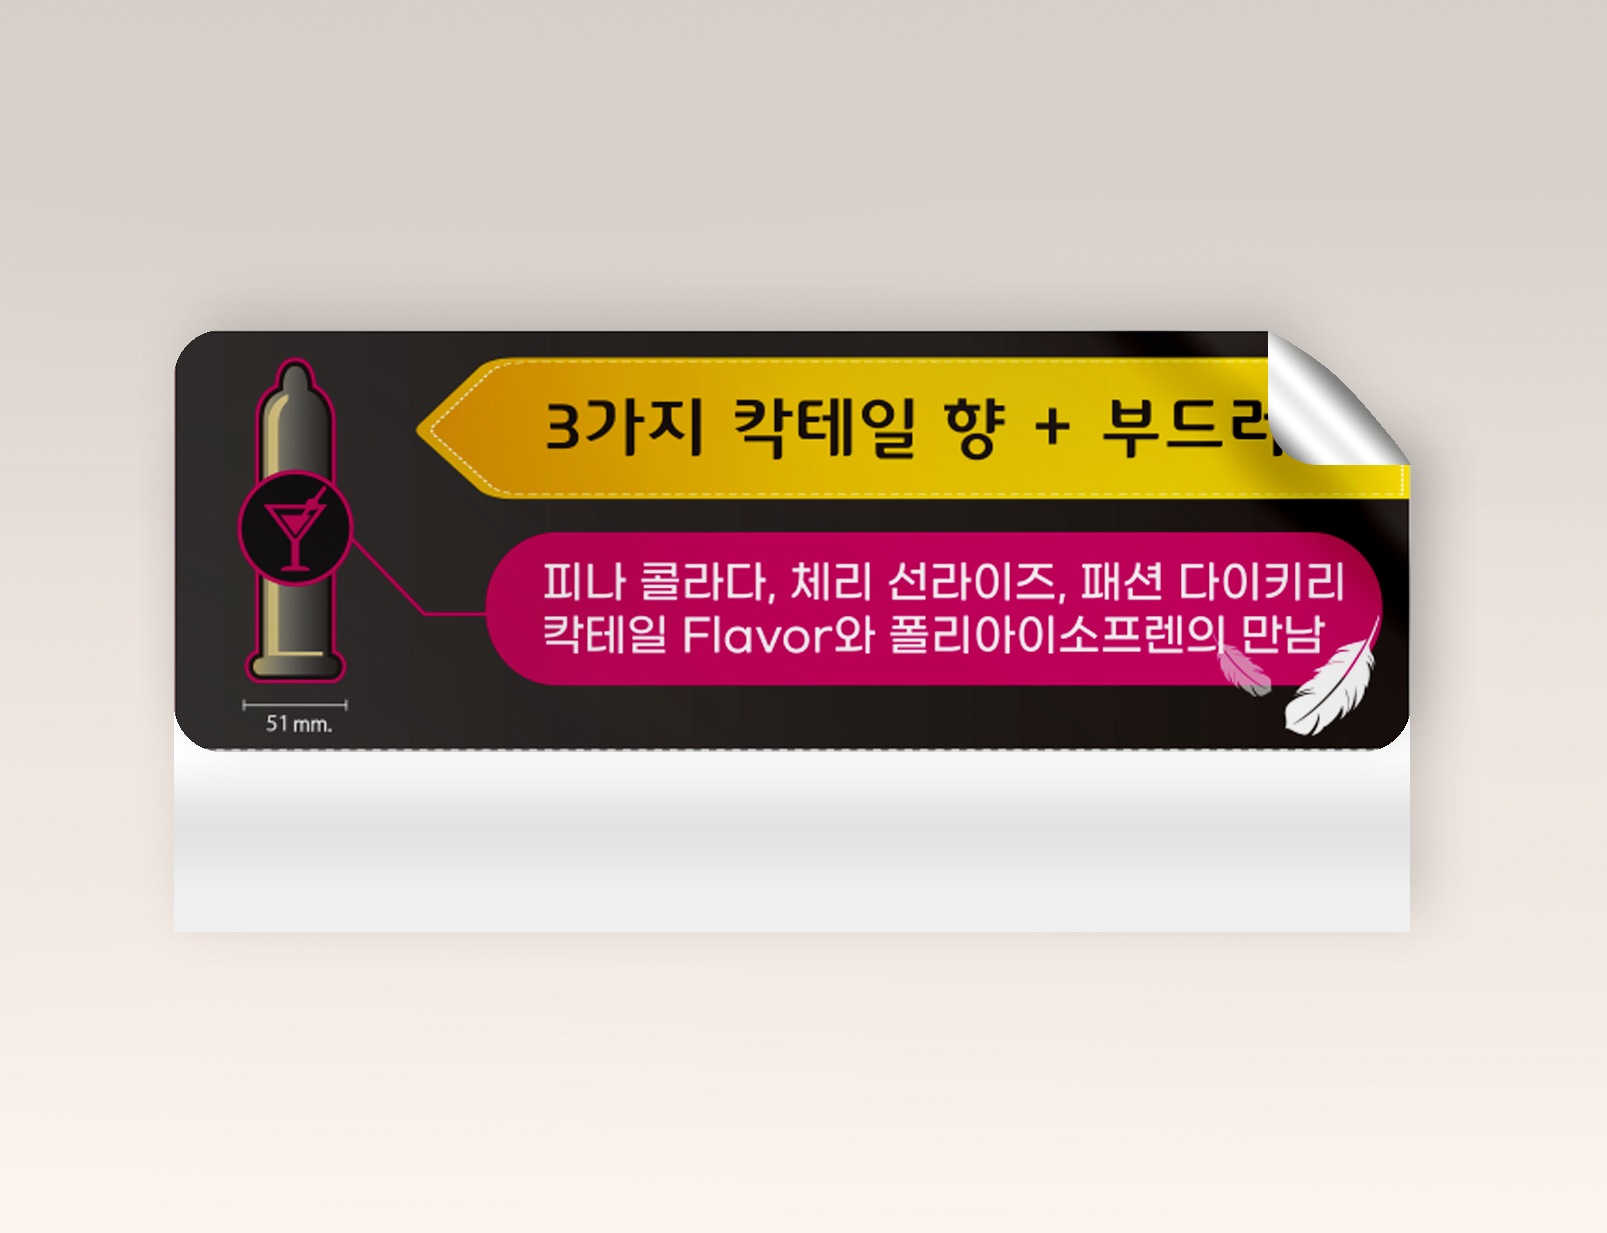 3가지 칵테일 향 + 부드
피나 콜라다, 체리 선라이즈, 패션 다이키리
칵테일 Flavor와 폴리아이소프렌의 만남
51 mm.